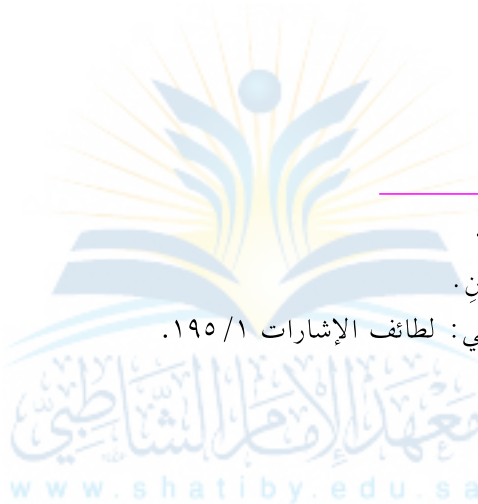 ي: لطائف الإشارات ١/ ١٩٥.
معهد الإمام الشاطبي
www.shatiby.edu.sa